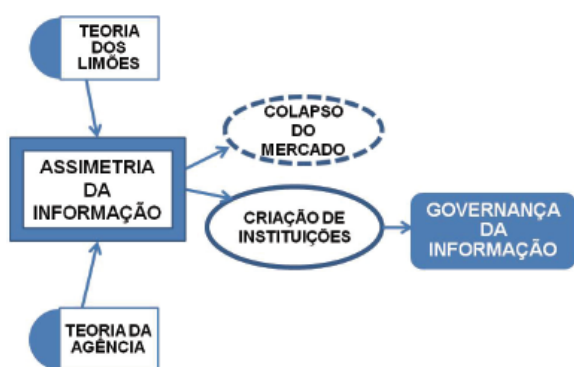 TEORIA
DOS
LIMÕES
COLAPSO
DO
MERCADO
ASSIMETRIA
DA
INFORMAÇÃO
CRIAÇÃO DE
INSTITUIÇÕES
GOVERNANÇA
DA
INFORMAÇÃO
TEORIA DA
AGÊNCIA